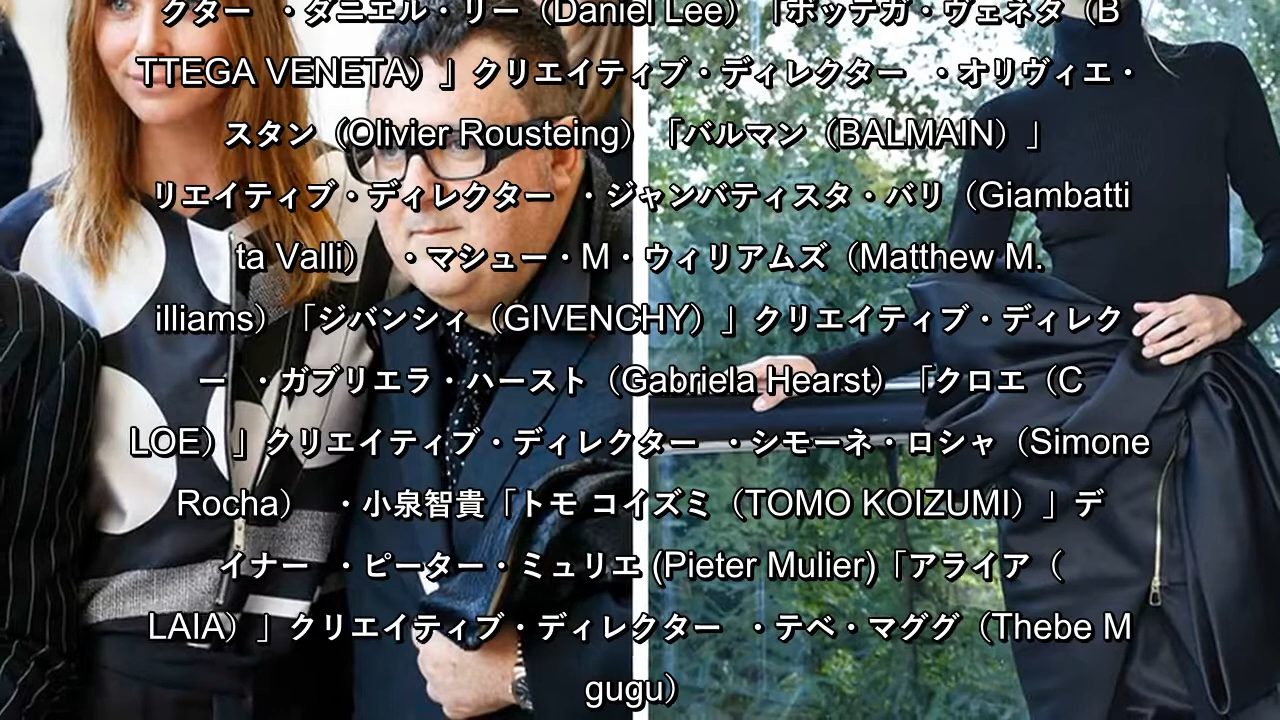 クター ・ダニエル・リー（Daniel Lee）「ボッテガ・ヴェネタ（B
TTEGA VENETA）」クリエイティブ・ディレクター ・オリヴィエ・
スタン（Olivier Rousteing）「バルマン（BALMAIN）」
リエイティブ・ディレクター ・ジャンバティスタ・バリ（Giambatti
ta Valli） ・マシュー・M・ウィリアムズ（Matthew M.
illiams）「ジバンシィ（GIVENCHY）」クリエイティブ・ディレク
ー ・ガブリエラ・ハースト（Gabriela Hearst）「クロエ（C
LOE）」クリエイティブ・ディレクター ・シモーネ・ロシャ（Simone
Rocha） ・小泉智貴「トモ コイズミ（TOMO KOIZUMI）」デ
イナー ・ピーター・ミュリエ (Pieter Mulier)「アライア（
LAIA）」クリエイティブ・ディレクター ・テベ・マググ（Thebe M
gugu）